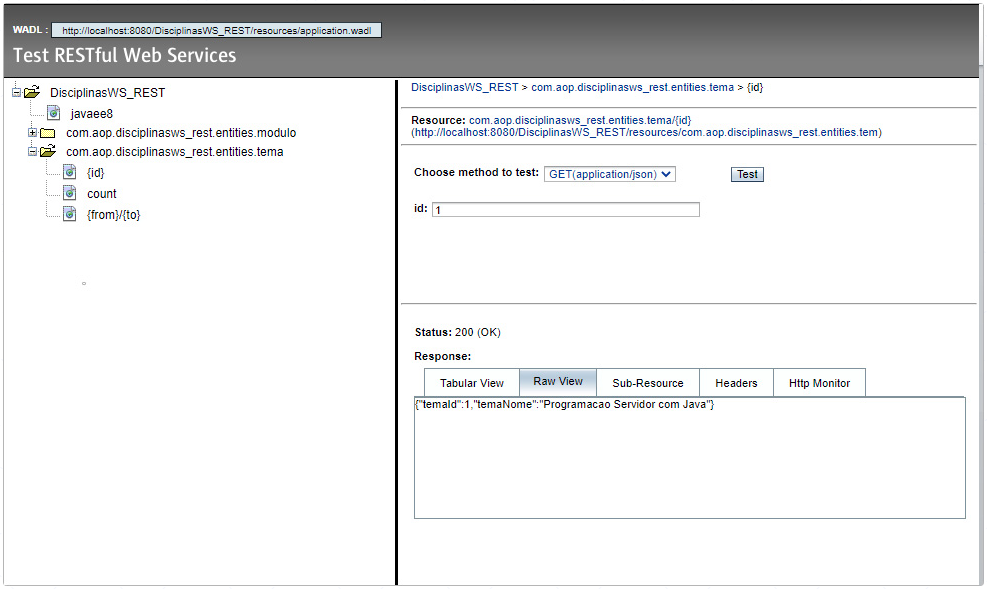 WADL : http://localhost:8080/DisciplinasWS_REST/resources/application.wadl
Test RESTful Web Services
DisciplinasWS_REST
javaee8
com.aop.disciplinasws_rest.entities.modulo
com.aop.disciplinasws_rest.entities.tema
{id}
count
{from}/{to}
DisciplinasWS_REST > com.aop.disciplinasws_rest.entities.tema > {id}
Resource: com.aop.disciplinasws_rest.entities.tema/{id}
(http://localhost:8080/DisciplinasWS_REST/resources/com.aop.disciplinasws_rest.entities.tem)
Choose method to test: GET(application/json) Test
id: 1
Status: 200 (OK)
Response:
Tabular View Raw View Sub-Resource Headers Http Monitor
{"temaId":1,"temaNome":"Programacao Servidor com Java"}